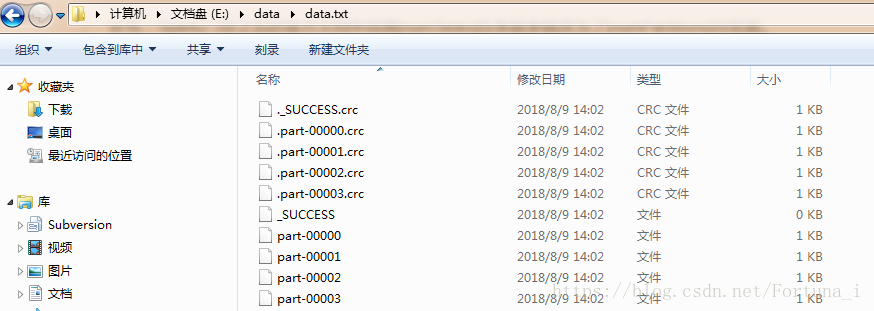 计算机 ▸ 文档盘 (E:) ▸ data ▸ data.txt
组织 包含到库中 共享 刻录 新建文件夹
名称 修改日期 类型 大小
收藏夹
下载
桌面
最近访问的位置
库
Subversion
视频
图片
文档
._SUCCESS.crc 2018/8/9 14:02 CRC 文件 1 KB
.part-00000.crc 2018/8/9 14:02 CRC 文件 1 KB
.part-00001.crc 2018/8/9 14:02 CRC 文件 1 KB
.part-00002.crc 2018/8/9 14:02 CRC 文件 1 KB
.part-00003.crc 2018/8/9 14:02 CRC 文件 1 KB
_SUCCESS 2018/8/9 14:02 文件 0 KB
part-00000 2018/8/9 14:02 文件 1 KB
part-00001 2018/8/9 14:02 文件 1 KB
part-00002 2018/8/9 14:02 文件 1 KB
part-00003 2018/8/9 14:02 文件 1 KB
https://blog.csdn.net/Fortuna_i